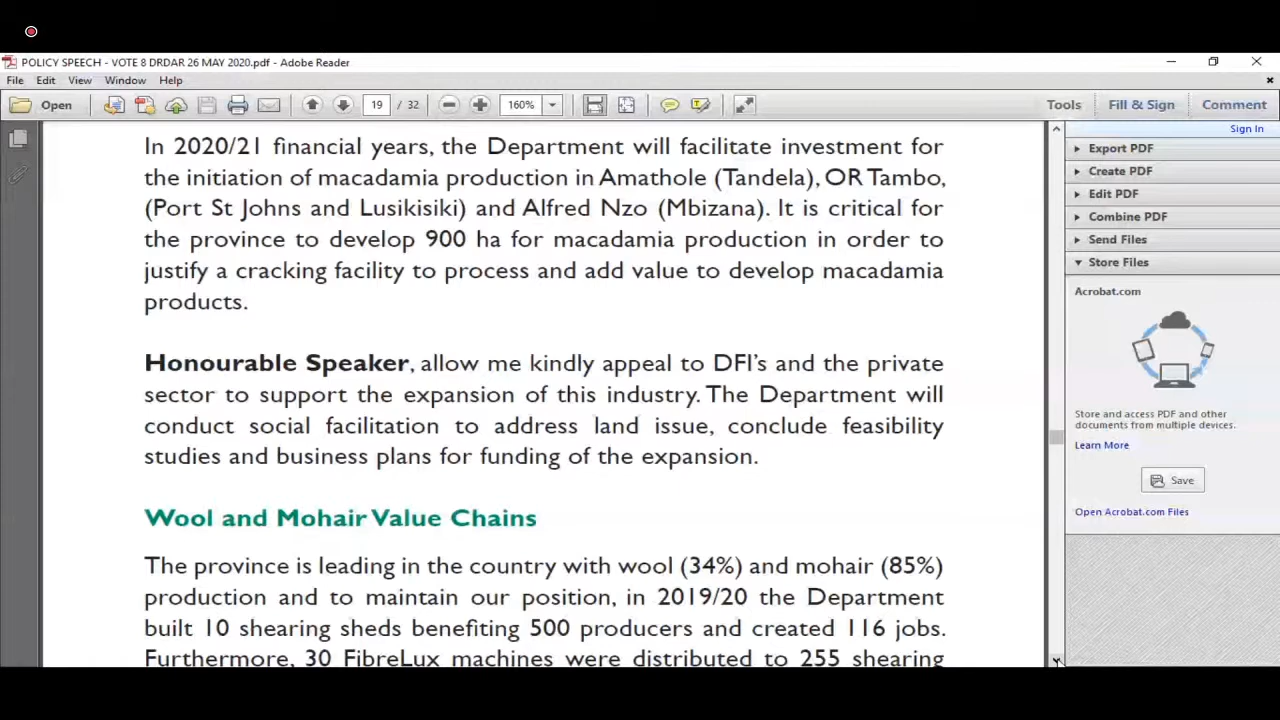 POLICY SPEECH - VOTE 8 DRDAR 26 MAY 2020.pdf - Adobe Reader
File Edit View Window Help
Open 19 / 32 160% Tools Fill & Sign Comment
Sign In
Export PDF
Create PDF
Edit PDF
Combine PDF
Send Files
Store Files
Acrobat.com
Store and access PDF and other
documents from multiple devices.
Learn More
Save
Open Acrobat.com Files
In 2020/21 financial years, the Department will facilitate investment for
the initiation of macadamia production in Amathole (Tandela), OR Tambo,
(Port St Johns and Lusikisiki) and Alfred Nzo (Mbizana). It is critical for
the province to develop 900 ha for macadamia production in order to
justify a cracking facility to process and add value to develop macadamia
products.
Honourable Speaker, allow me kindly appeal to DFI's and the private
sector to support the expansion of this industry. The Department will
conduct social facilitation to address land issue, conclude feasibility
studies and business plans for funding of the expansion.
Wool and Mohair Value Chains
The province is leading in the country with wool (34%) and mohair (85%)
production and to maintain our position, in 2019/20 the Department
built 10 shearing sheds benefiting 500 producers and created 116 jobs.
Furthermore, 30 FibreLux machines were distributed to 255 shearing